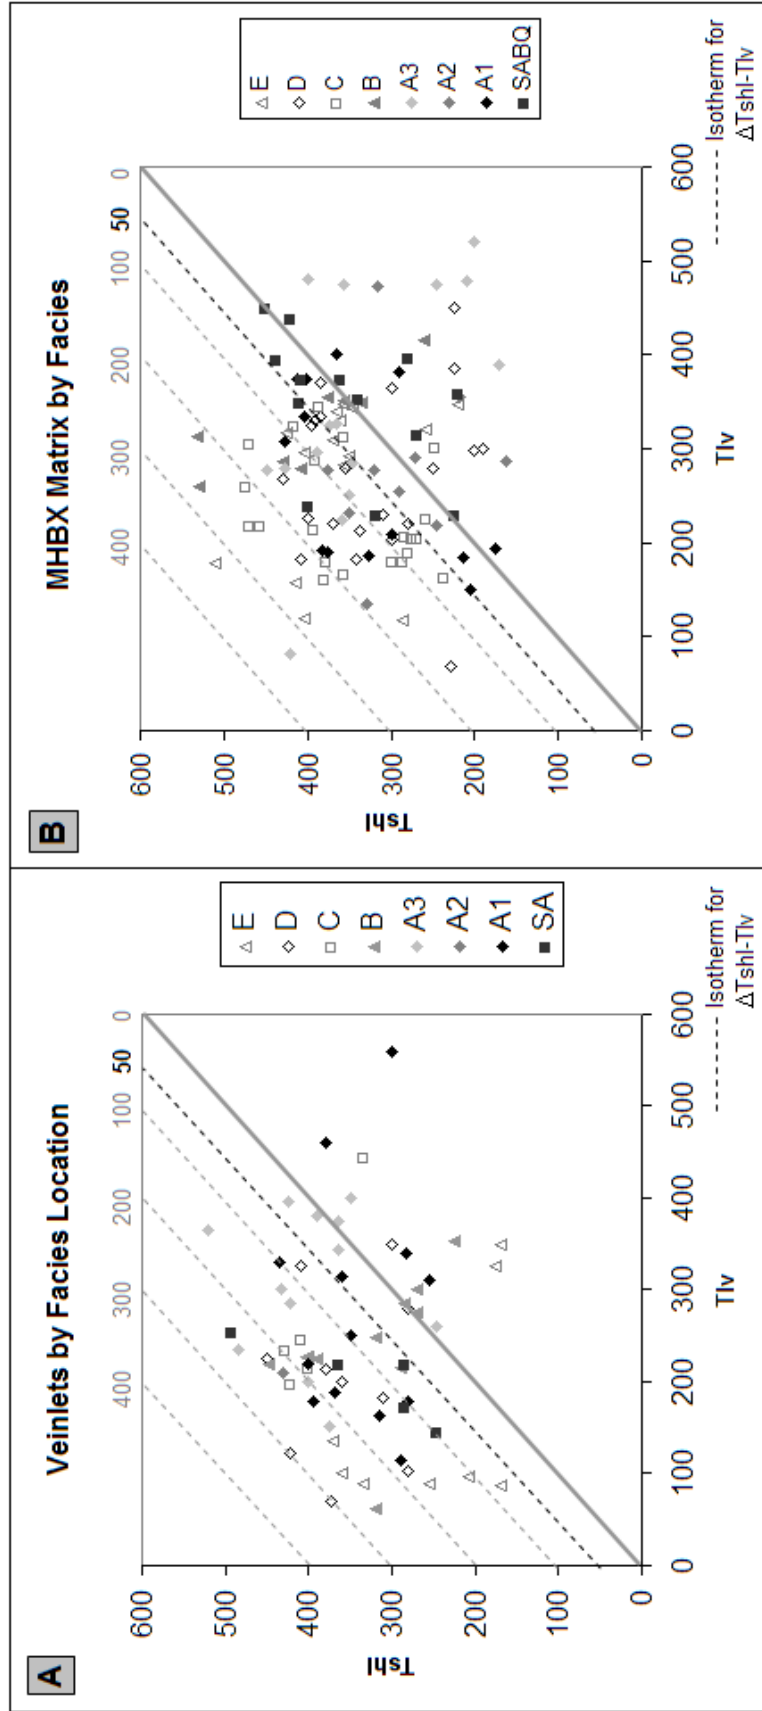 A
Veinlets by Facies Location
400
300
200
100
50
0
600
500
400
300
200
100
0
Tshl
0
100
200
300
400
500
600
Tlv
E
D
C
B
A3
A2
A1
SA
Isotherm for
ΔTshl-Tlv
B
MHBX Matrix by Facies
400
300
200
100
50
0
600
500
400
300
200
100
0
Tshl
0
100
200
300
400
500
600
Tlv
E
D
C
B
A3
A2
A1
SABQ
Isotherm for
ΔTshl-Tlv